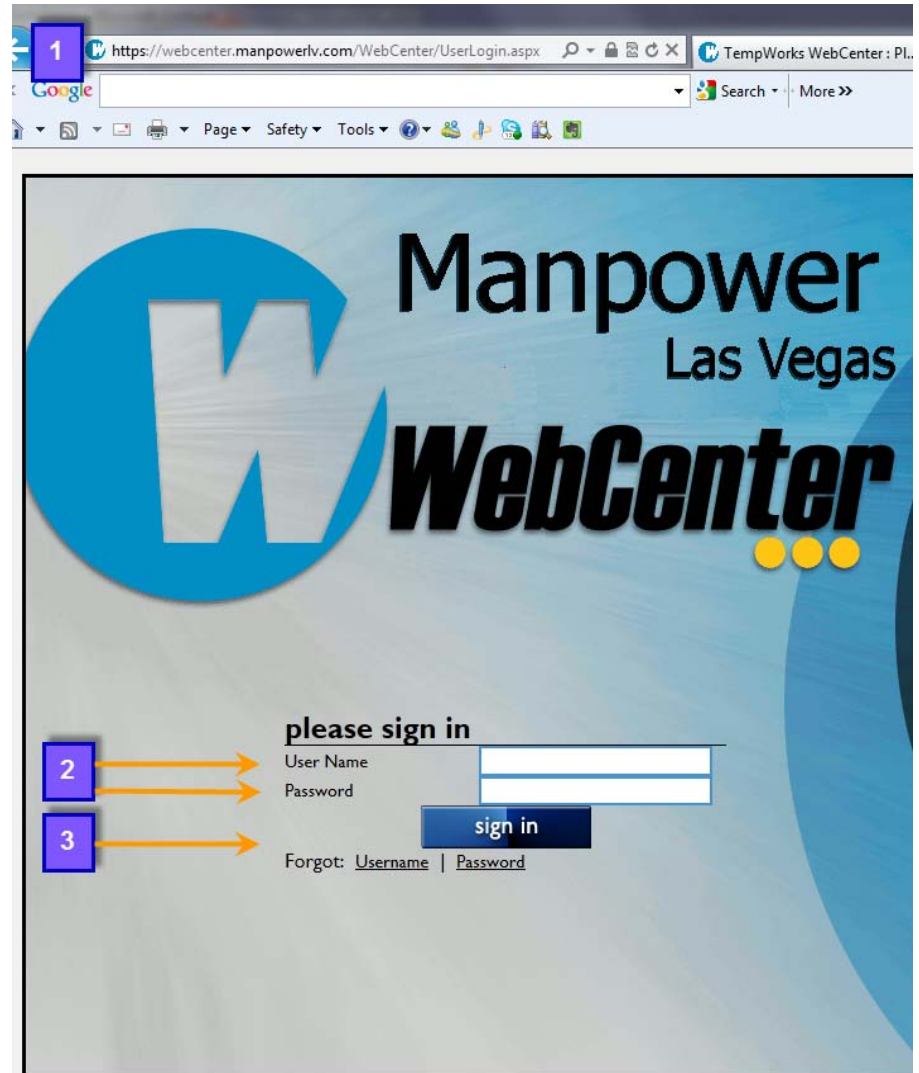 1
https://webcenter.manpowerlv.com/WebCenter/UserLogin.aspx
TempWorks WebCenter : Pl...
Google
Search
More >>
Page
Safety
Tools
W
Manpower
Las Vegas
WebCenter
please sign in
2
User Name
Password
3
sign in
Forgot: Username | Password